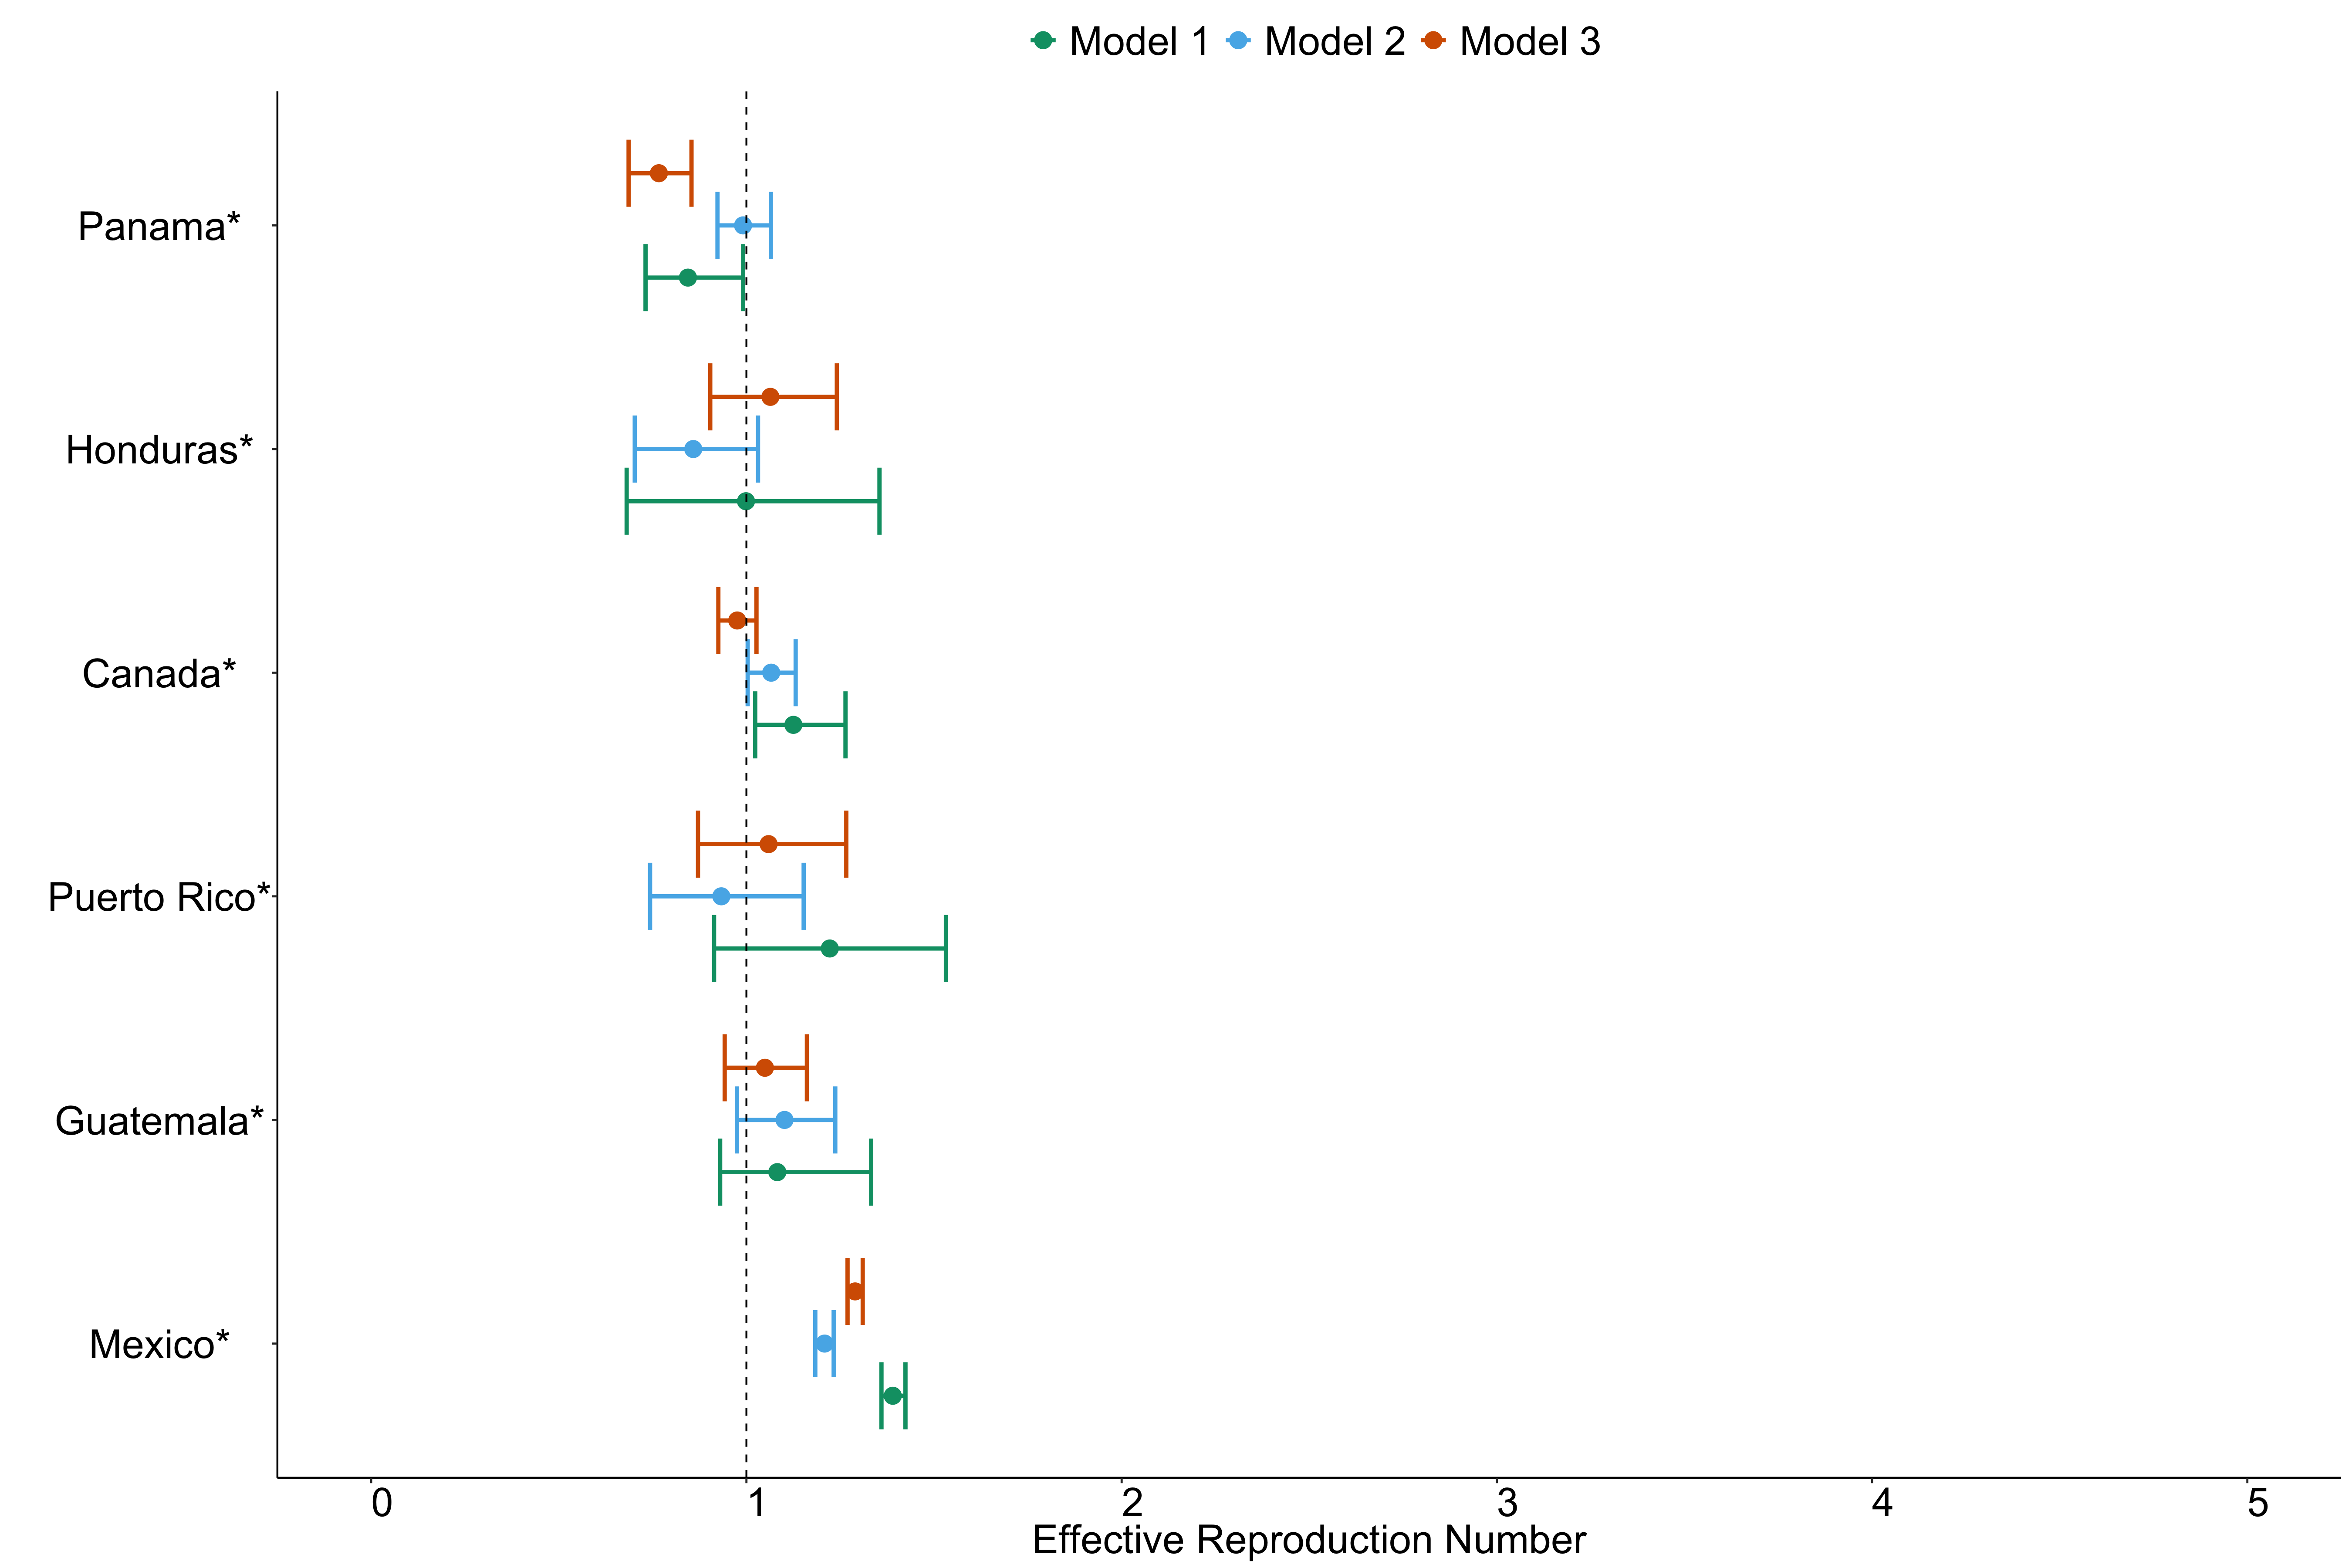 Model 1 Model 2 Model 3
Panama*
Honduras*
Canada*
Puerto Rico*
Guatemala*
Mexico*
0 1 2 3 4 5
Effective Reproduction Number